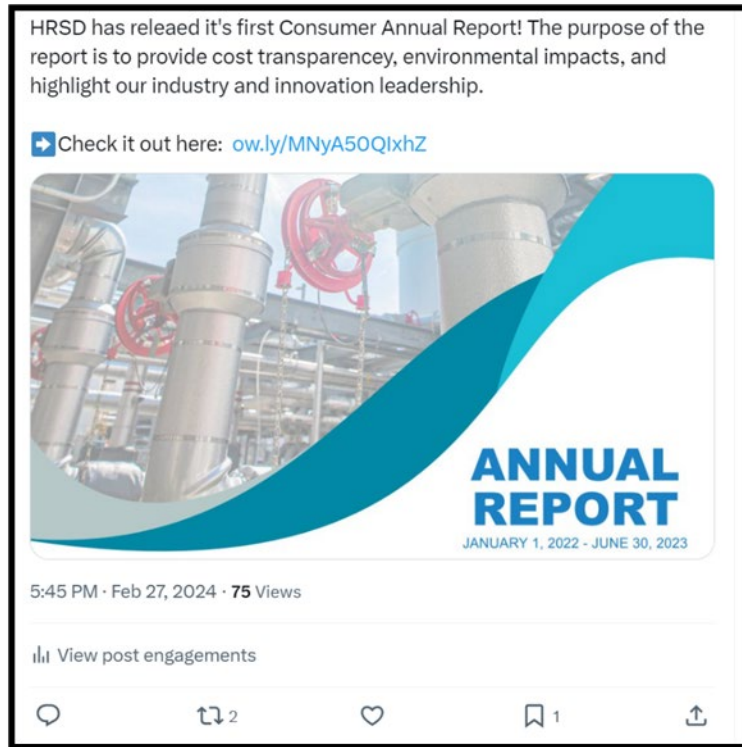 HRSD has releaed it's first Consumer Annual Report! The purpose of the
report is to provide cost transparencey, environmental impacts, and
highlight our industry and innovation leadership.
➡Check it out here: ow.ly/MNyA50QIxhZ
ANNUAL
REPORT
JANUARY 1, 2022 - JUNE 30, 2023
5:45 PM · Feb 27, 2024 · 75 Views
View post engagements
2
1